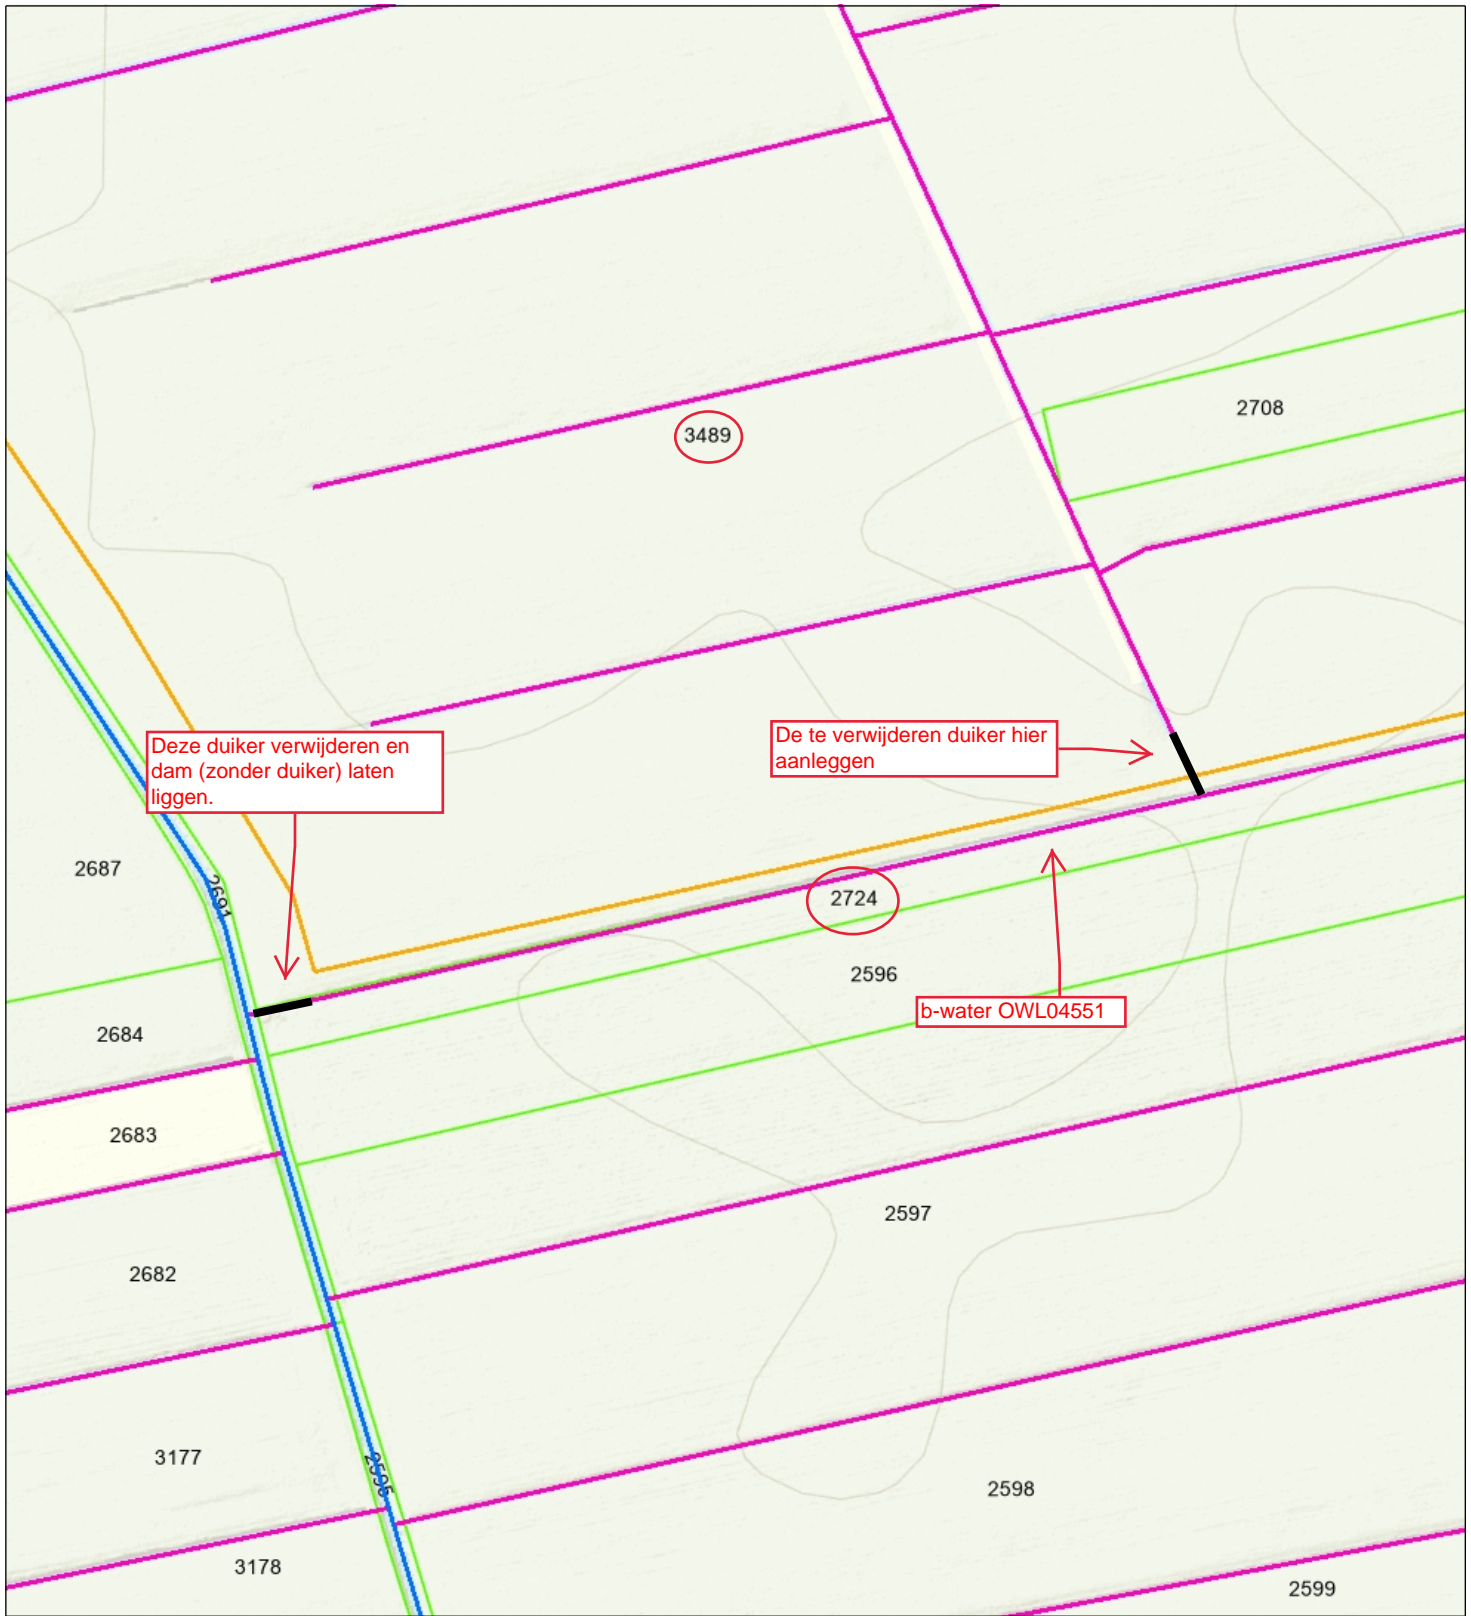 2708
3489
Deze duiker verwijderen en
dam (zonder duiker) laten
liggen.
De te verwijderen duiker hier
aanleggen
2687
2691
2724
2596
b-water OWL04551
2684
2683
2597
2682
3177
2595
2598
3178
2599